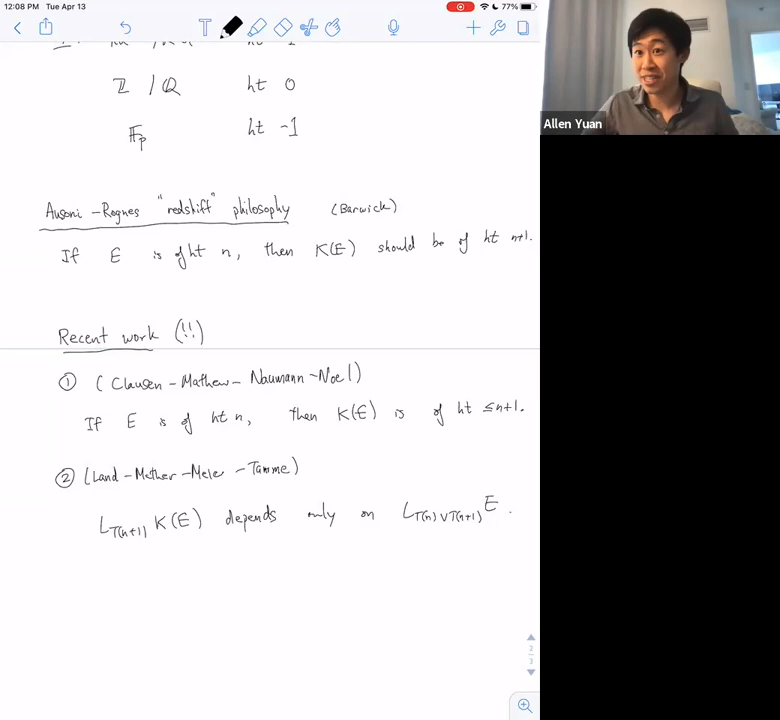 12:08 PM Tue Apr 13
77%
Allen Yuan
ht
ℤ / ℚ ht 0
𝔽p ht -1
Ausoni-Rognes "redshift" philosophy (Barwick)
If E is of ht n, then K(E) should be of ht n+1.
Recent work (!!)
① (Clausen-Mathew-Naumann-Noel)
If E is of ht n, then K(E) is of ht ≤n+1.
② (Land-Mathew-Meier-Tamme)
L_T(n+1) K(E) depends only on L_T(n)∨T(n+1) E.
2
3